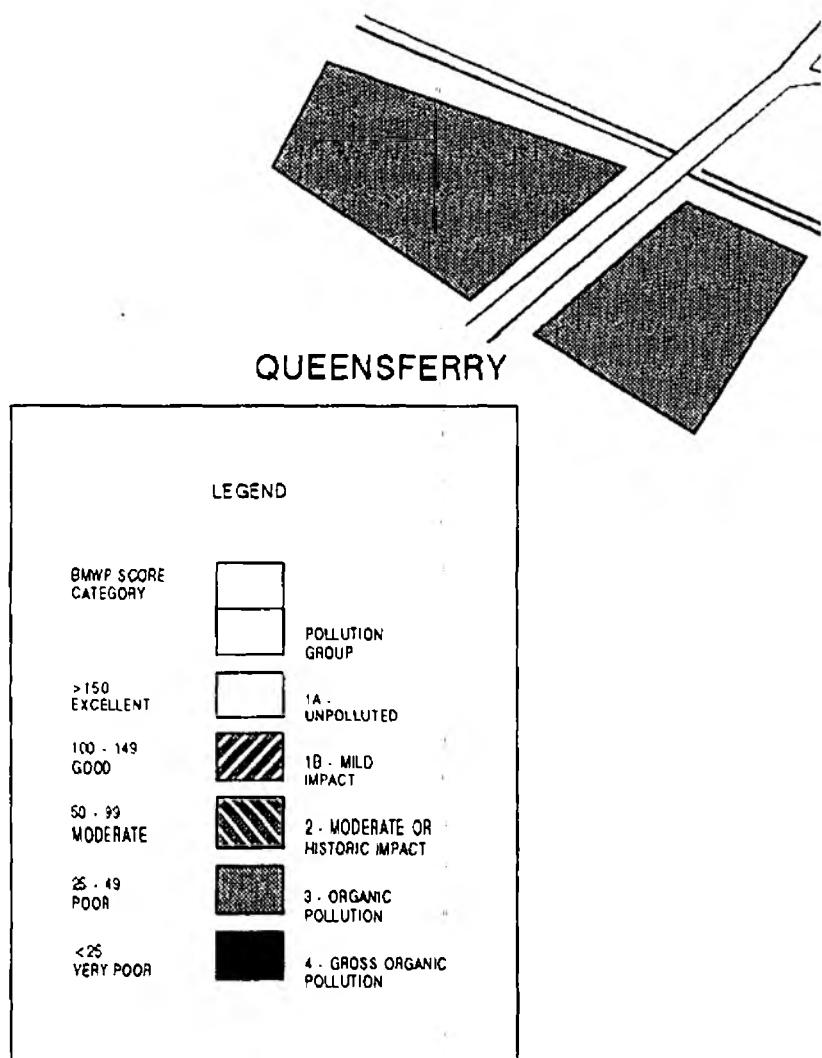 QUEENSFERRY
LEGEND
BMWP SCORE
CATEGORY
POLLUTION
GROUP
>150
EXCELLENT
1A -
UNPOLLUTED
100 - 149
GOOD
1B - MILD
IMPACT
50 - 99
MODERATE
2 - MODERATE OR
HISTORIC IMPACT
25 - 49
POOR
3 - ORGANIC
POLLUTION
<25
VERY POOR
4 - GROSS ORGANIC
POLLUTION